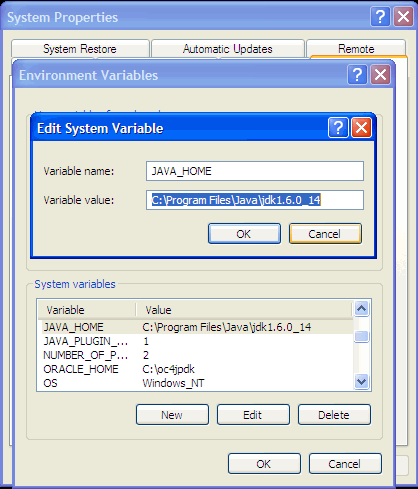 System Properties
System Restore Automatic Updates Remote
Environment Variables
Edit System Variable
Variable name: JAVA_HOME
Variable value: C:\Program Files\Java\jdk1.6.0_14
OK Cancel
System variables
Variable Value
JAVA_HOME C:\Program Files\Java\jdk1.6.0_14
JAVA_PLUGIN_... 1
NUMBER_OF_P... 2
ORACLE_HOME C:\oc4jpdk
OS Windows_NT
New Edit Delete
OK Cancel